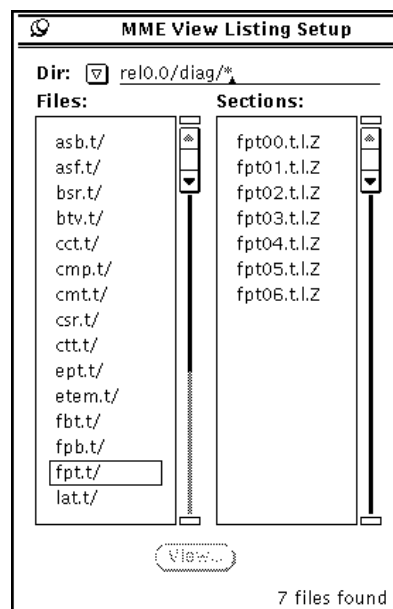 MME View Listing Setup
Dir: rel0.0/diag/*
Files:
asb.t/
asf.t/
bsr.t/
btv.t/
cct.t/
cmp.t/
cmt.t/
csr.t/
ctt.t/
ept.t/
etem.t/
fbt.t/
fpb.t/
fpt.t/
lat.t/
Sections:
fpt00.t.l.Z
fpt01.t.l.Z
fpt02.t.l.Z
fpt03.t.l.Z
fpt04.t.l.Z
fpt05.t.l.Z
fpt06.t.l.Z
View...
7 files found